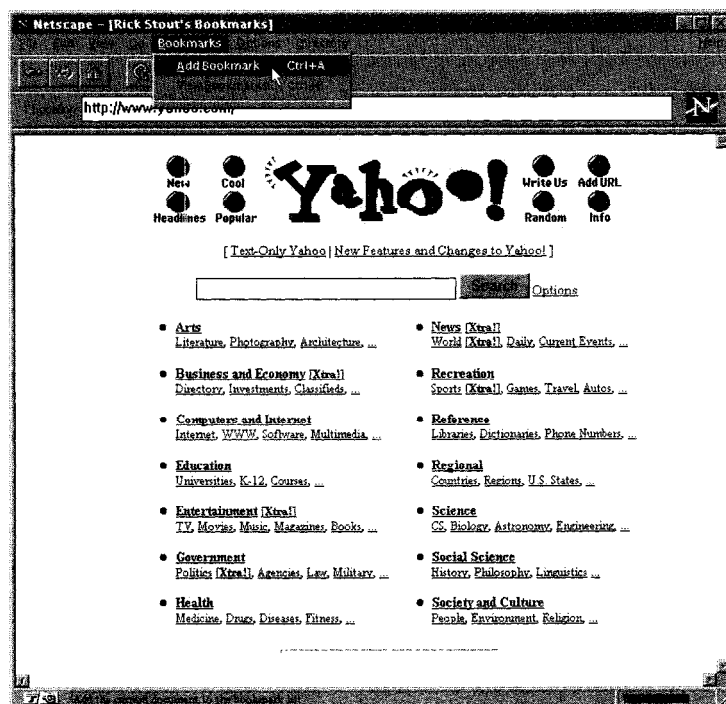 Netscape - [Rick Stout's Bookmarks]
Bookmarks
Add Bookmark Ctrl+A
http://www.yahoo.com/
N
New Cool Yahoo! Write Us Add URL
Headlines Popular Random Info
[ Text-Only Yahoo | New Features and Changes to Yahoo! ]
Search Options
• Arts
Literature, Photography, Architecture, ...
• Business and Economy [Xtra!]
Directory, Investments, Classifieds, ...
• Computers and Internet
Internet, WWW, Software, Multimedia, ...
• Education
Universities, K-12, Courses, ...
• Entertainment [Xtra!]
TV, Movies, Music, Magazines, Books, ...
• Government
Politics [Xtra!], Agencies, Law, Military, ...
• Health
Medicine, Drugs, Diseases, Fitness, ...
• News [Xtra!]
World [Xtra!], Daily, Current Events, ...
• Recreation
Sports [Xtra!], Games, Travel, Autos, ...
• Reference
Libraries, Dictionaries, Phone Numbers, ...
• Regional
Countries, Regions, U.S. States, ...
• Science
CS, Biology, Astronomy, Engineering, ...
• Social Science
History, Philosophy, Linguistics ...
• Society and Culture
People, Environment, Religion, ...